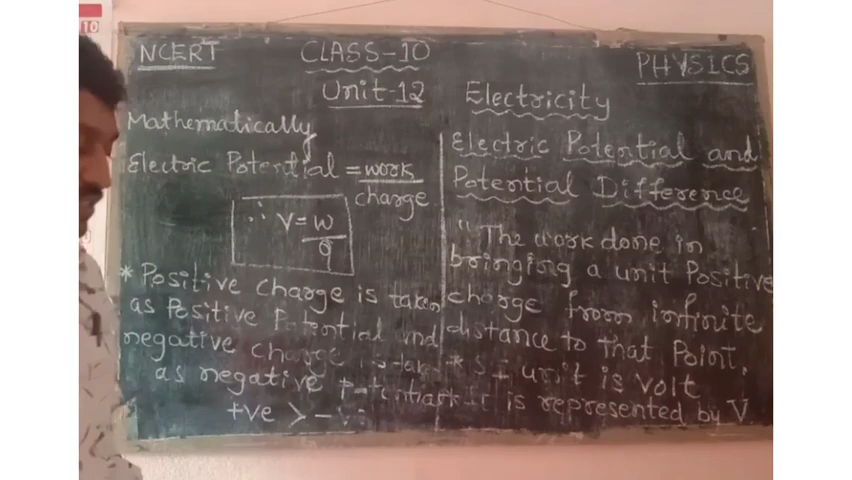 10
NCERT
CLASS-10
PHYSICS
Unit-12
Electricity
Mathematically
Electric Potential = work
charge
∴ V = W
q
* Positive charge is taken
as Positive Potential and
negative charge is taken
as negative potential
+ve > -ve
Electric Potential and
Potential Difference
" The work done in
bringing a unit Positive
charge from infinite
distance to that Point.
* S I unit is volt
* It is represented by V